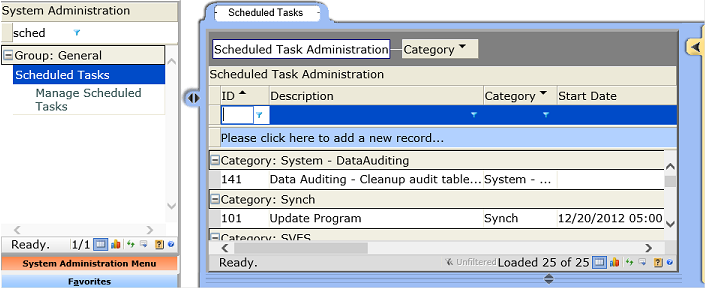 System Administration
sched
Group: General
Scheduled Tasks
Manage Scheduled
Tasks
Ready. 1/1
System Administration Menu
Favorites
Scheduled Tasks
Scheduled Task Administration Category
Scheduled Task Administration
ID Description Category Start Date
Please click here to add a new record...
Category: System - DataAuditing
141 Data Auditing - Cleanup audit table... System - ...
Category: Synch
101 Update Program Synch 12/20/2012 05:00
Category: SVES
Ready. Unfiltered Loaded 25 of 25